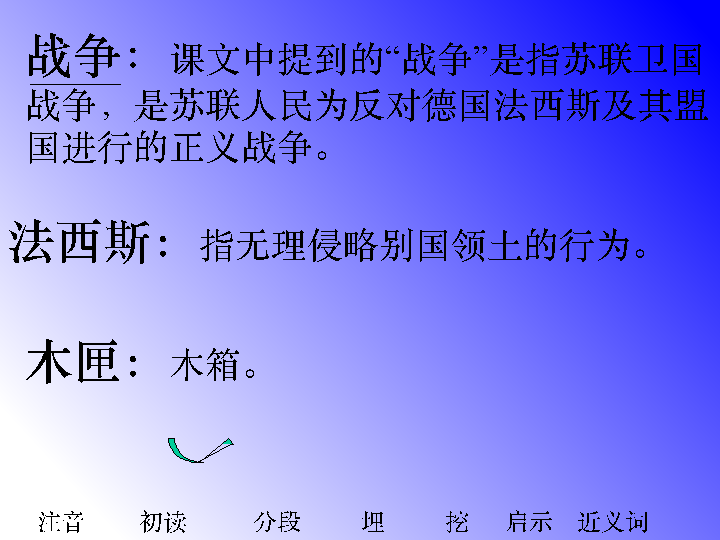 战争：课文中提到的“战争”是指苏联卫国
战争，是苏联人民为反对德国法西斯及其盟
国进行的正义战争。
法西斯：指无理侵略别国领土的行为。
木匣：木箱。
注音 初读 分段 埋 挖 启示 近义词